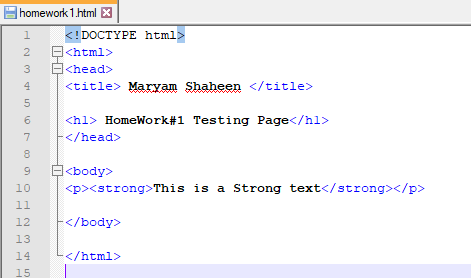 homework1.html
1 <!DOCTYPE html>
2 <html>
3 <head>
4 <title> Maryam Shaheen </title>
5
6 <h1> HomeWork#1 Testing Page</h1>
7 </head>
8
9 <body>
10 <p><strong>This is a Strong text</strong></p>
11
12 </body>
13
14 </html>
15